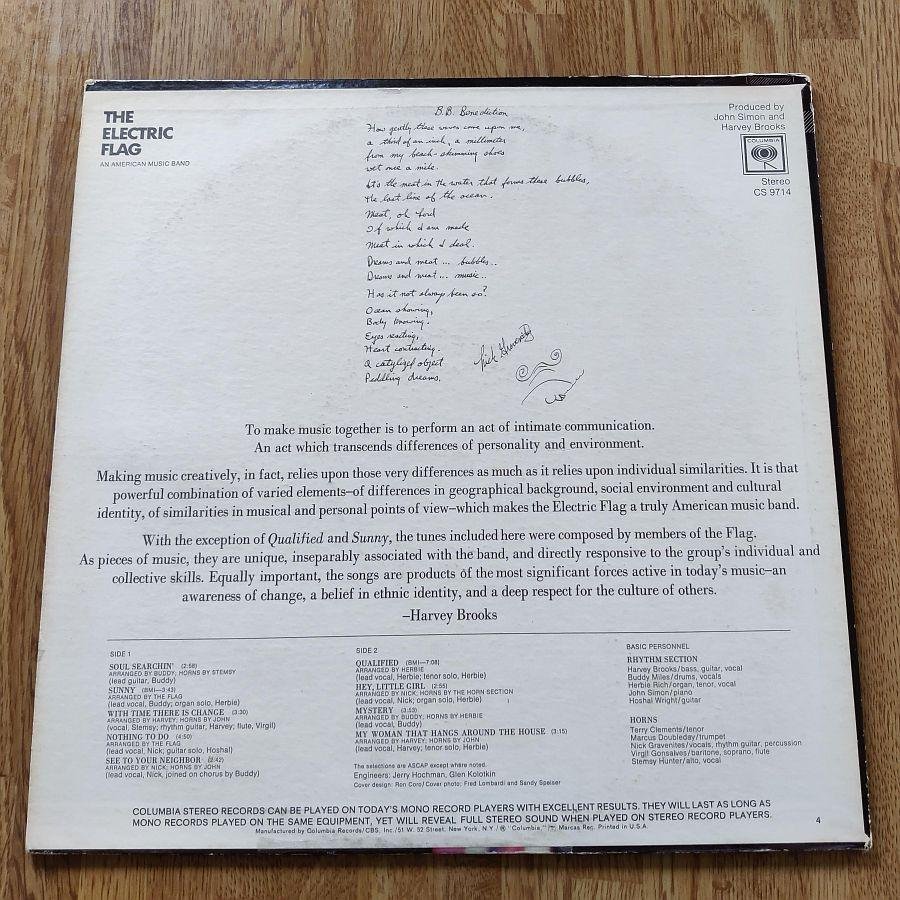 THE
ELECTRIC
FLAG
AN AMERICAN MUSIC BAND
B.B. Benediction
How gently these waves come upon me,
a third of an inch, a millimeter
from my beach-skimming shoes
wet once a mile.
It's the meat in the water that forms these bubbles,
the last line of the ocean.
Meat, oh Lord
Of which I am made
Meat in which I deal.
Dreams and meat... bubbles..
Dreams and meat... music..
Has it not always been so?
Ocean showing,
Body knowing.
Eyes reacting,
Heart contracting.
A catylized object
Peddling dreams.
Nick Gravenites
Produced by
John Simon and
Harvey Brooks
COLUMBIA
Stereo
CS 9714
To make music together is to perform an act of intimate communication.
An act which transcends differences of personality and environment.
Making music creatively, in fact, relies upon those very differences as much as it relies upon individual similarities. It is that
powerful combination of varied elements—of differences in geographical background, social environment and cultural
identity, of similarities in musical and personal points of view—which makes the Electric Flag a truly American music band.
With the exception of Qualified and Sunny, the tunes included here were composed by members of the Flag.
As pieces of music, they are unique, inseparably associated with the band, and directly responsive to the group's individual and
collective skills. Equally important, the songs are products of the most significant forces active in today's music—an
awareness of change, a belief in ethnic identity, and a deep respect for the culture of others.
—Harvey Brooks
SIDE 1
SOUL SEARCHIN' (2:58)
ARRANGED BY BUDDY; HORNS BY STEMSY
(lead guitar, Buddy)
SUNNY (BMI—3:43)
ARRANGED BY THE FLAG
(lead vocal, Buddy; organ solo, Herbie)
WITH TIME THERE IS CHANGE (3:30)
ARRANGED BY HARVEY; HORNS BY JOHN
(vocal, Stemsy; rhythm guitar, Harvey; flute, Virgil)
NOTHING TO DO (4:50)
ARRANGED BY THE FLAG
(lead vocal, Nick; guitar solo, Hoshal)
SEE TO YOUR NEIGHBOR (2:42)
ARRANGED BY NICK; HORNS BY JOHN
(lead vocal, Nick, joined on chorus by Buddy)
SIDE 2
QUALIFIED (BMI—7:08)
ARRANGED BY HERBIE
(lead vocal, Herbie; tenor solo, Herbie)
HEY, LITTLE GIRL (2:55)
ARRANGED BY NICK; HORNS BY THE HORN SECTION
(lead vocal, Nick; organ solo, Herbie)
MYSTERY (3:53)
ARRANGED BY BUDDY; HORNS BY HERBIE
(lead vocal, Buddy)
MY WOMAN THAT HANGS AROUND THE HOUSE (3:15)
ARRANGED BY HARVEY; HORNS BY JOHN
(lead vocal, Harvey; tenor solo, Herbie)
The selections are ASCAP except where noted.
Engineers: Jerry Hochman, Glen Kolotkin
Cover design: Ron Coro/Cover photo: Fred Lombardi and Sandy Speiser
BASIC PERSONNEL
RHYTHM SECTION
Harvey Brooks/bass, guitar, vocal
Buddy Miles/drums, vocals
Herbie Rich/organ, tenor, vocal
John Simon/piano
Hoshal Wright/guitar
HORNS
Terry Clements/tenor
Marcus Doubleday/trumpet
Nick Gravenites/vocals, rhythm guitar, percussion
Virgil Gonsalves/baritone, soprano, flute
Stemsy Hunter/alto, vocal
COLUMBIA STEREO RECORDS CAN BE PLAYED ON TODAY'S MONO RECORD PLAYERS WITH EXCELLENT RESULTS. THEY WILL LAST AS LONG AS
MONO RECORDS PLAYED ON THE SAME EQUIPMENT, YET WILL REVEAL FULL STEREO SOUND WHEN PLAYED ON STEREO RECORD PLAYERS.
Manufactured by Columbia Records/CBS, Inc./51 W. 52 Street, New York, N.Y./® "Columbia," Marcas Reg. Printed in U.S.A.
4